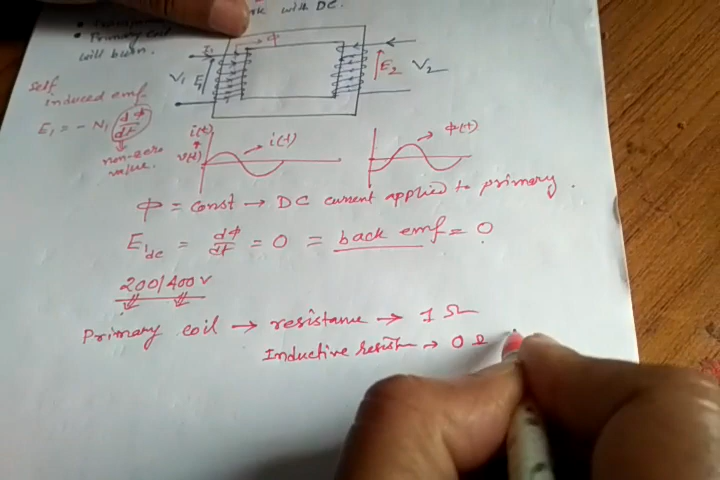 work with DC.
• Primary coil
will burn.
I₁ Φ
V₁ E₁ E₂ V₂
Self
induced emf
E₁ = - N₁ dΦ/dt
non-zero
value.
i(t) i(t) Φ(t)
v(t)
Φ = const → DC current applied to primary.
E₁dc = dΦ/dt = 0 = back emf = 0
200/400 V
Primary coil → resistance → 1 Ω
Inductive resist → 0 Ω